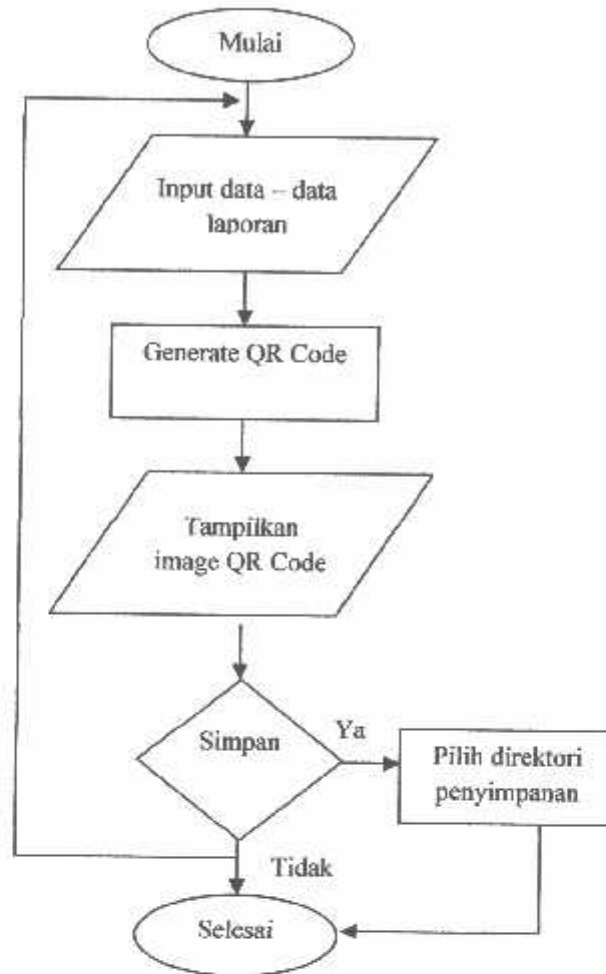 Mulai
Input data – data
laporan
Generate QR Code
Tampilkan
image QR Code
Simpan
Ya
Pilih direktori
penyimpanan
Tidak
Selesai